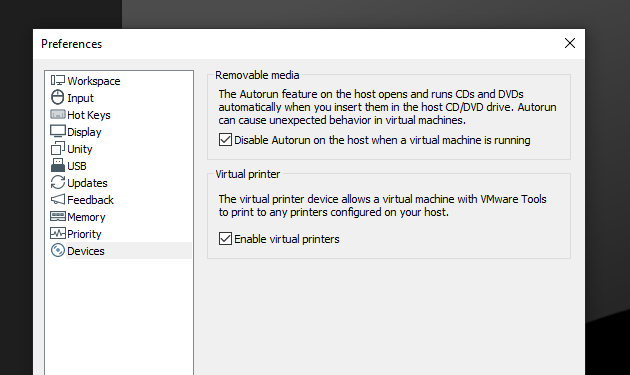 Preferences
Workspace
Input
Hot Keys
Display
Unity
USB
Updates
Feedback
Memory
Priority
Devices
Removable media
The Autorun feature on the host opens and runs CDs and DVDs
automatically when you insert them in the host CD/DVD drive. Autorun
can cause unexpected behavior in virtual machines.
Disable Autorun on the host when a virtual machine is running
Virtual printer
The virtual printer device allows a virtual machine with VMware Tools
to print to any printers configured on your host.
Enable virtual printers